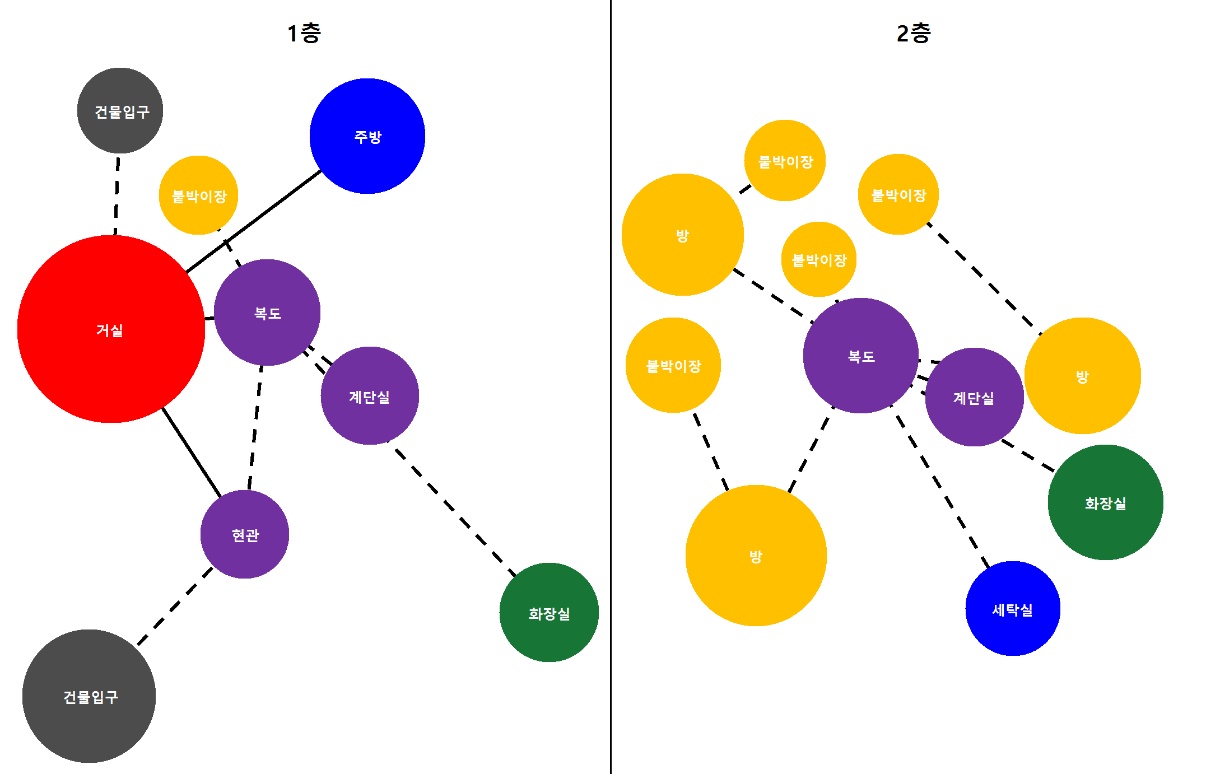 1층
건물입구
주방
붙박이장
복도
거실
계단실
현관
화장실
건물입구
2층
붙박이장
붙박이장
방
붙박이장
복도
붙박이장
방
계단실
화장실
방
세탁실